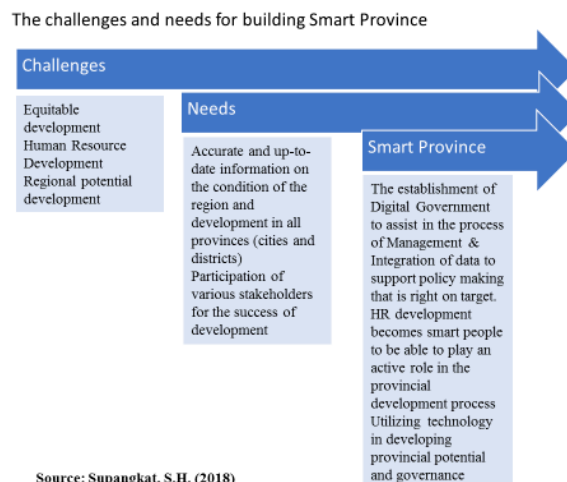 The challenges and needs for building Smart Province
Challenges
Equitable
development
Human Resource
Development
Regional potential
development
Needs
Accurate and up-to-
date information on
the condition of the
region and
development in all
provinces (cities and
districts)
Participation of
various stakeholders
for the success of
development
Smart Province
The establishment of
Digital Government
to assist in the process
of Management &
Integration of data to
support policy making
that is right on target.
HR development
becomes smart people
to be able to play an
active role in the
provincial
development process
Utilizing technology
in developing
provincial potential
and governance
Source: Supangkat, S.H. (2018)